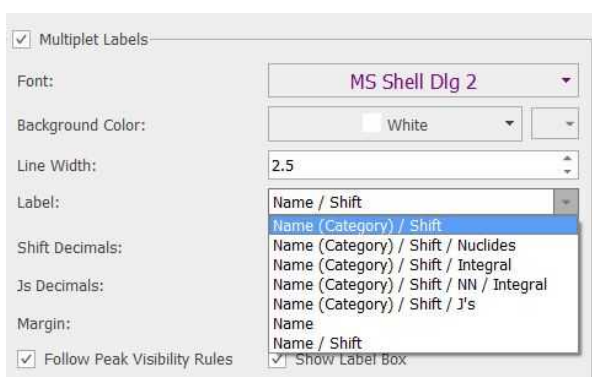 Multiplet Labels
Font: MS Shell Dlg 2
Background Color: White
Line Width: 2.5
Label: Name / Shift
Name (Category) / Shift
Shift Decimals: Name (Category) / Shift / Nuclides
Name (Category) / Shift / Integral
Js Decimals: Name (Category) / Shift / NN / Integral
Name (Category) / Shift / J's
Margin: Name
Name / Shift
Follow Peak Visibility Rules Show Label Box